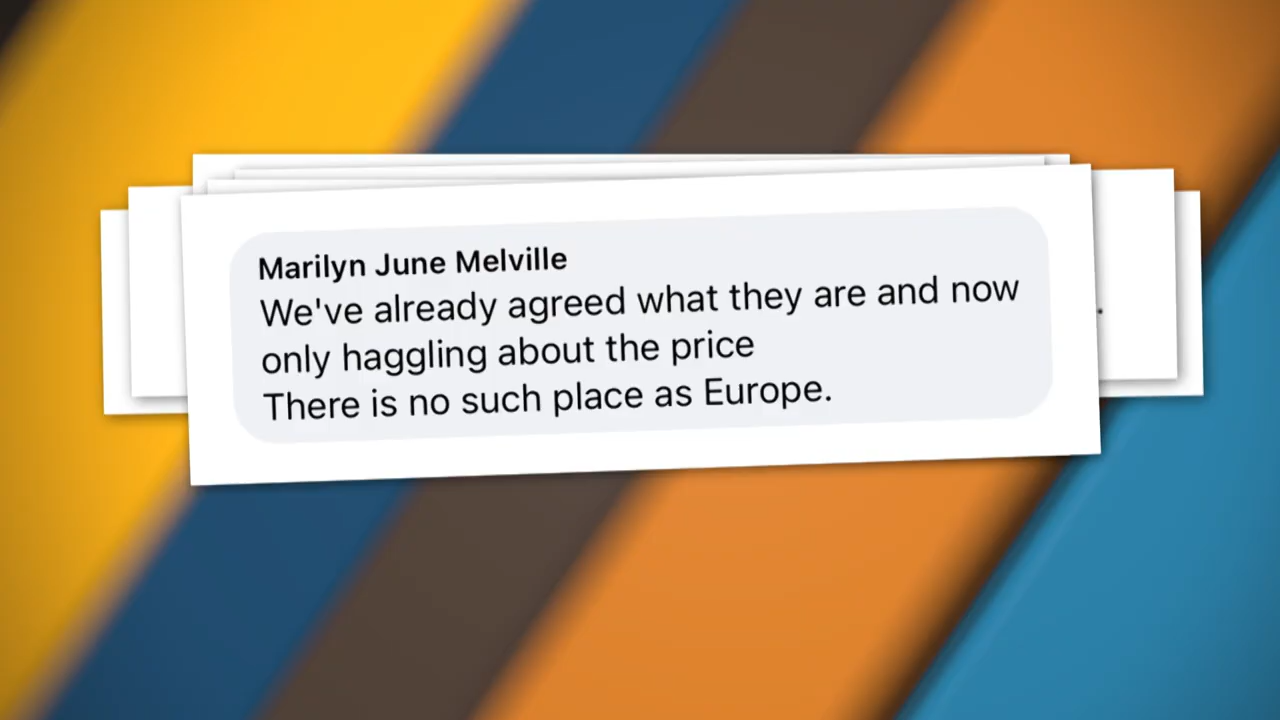 Marilyn June Melville
We've already agreed what they are and now
only haggling about the price
There is no such place as Europe.